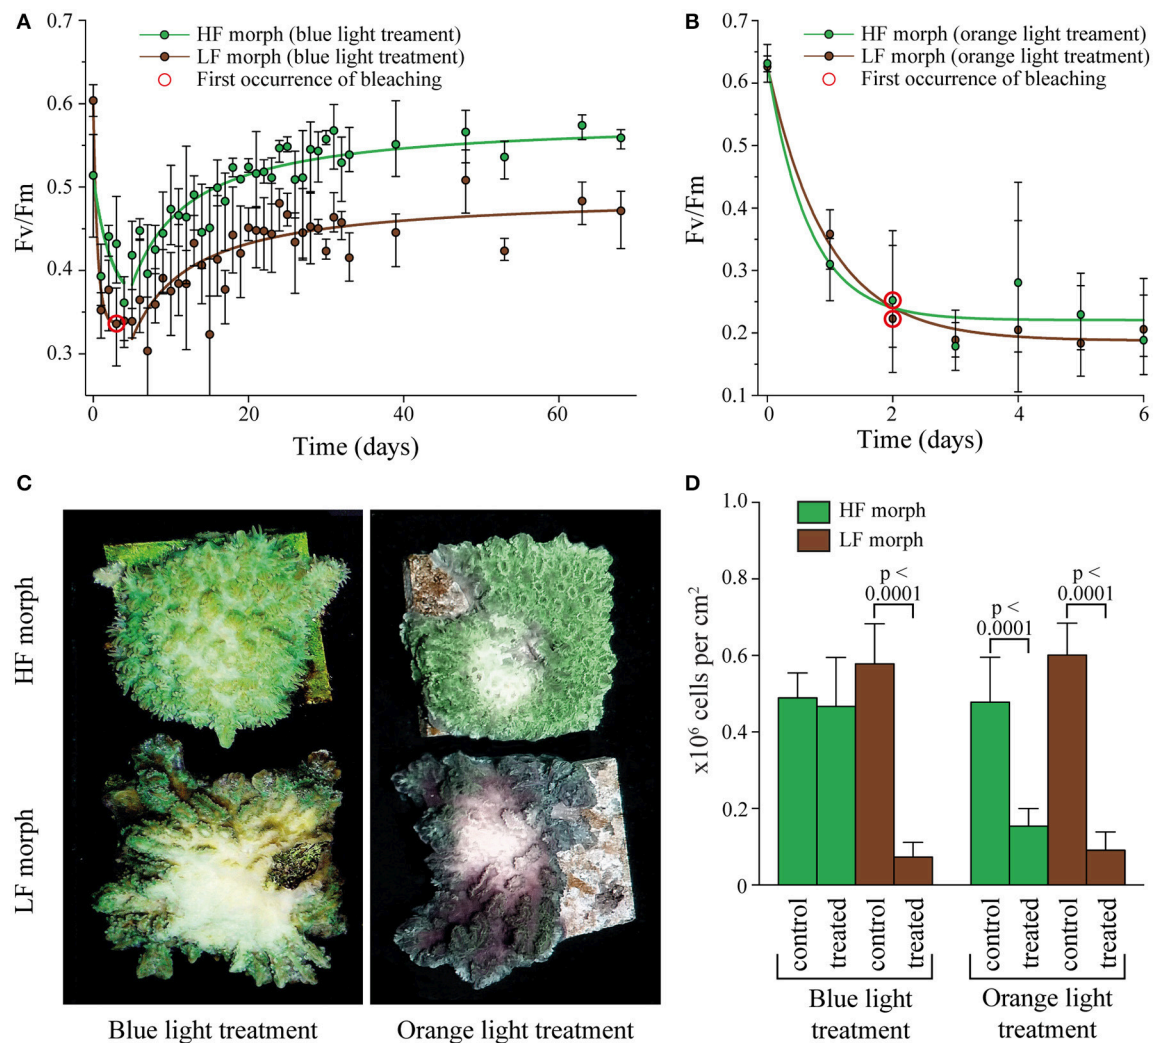 A
0.7
0.6
0.5
0.4
0.3
Fv/Fm
HF morph (blue light treament)
LF morph (blue light treatment)
First occurrence of bleaching
0
20
40
60
Time (days)
B
0.7
0.6
0.5
0.4
0.3
0.2
0.1
Fv/Fm
HF morph (orange light treament)
LF morph (orange light treatment)
First occurrence of bleaching
0
2
4
6
Time (days)
C
HF morph
LF morph
Blue light treatment
Orange light treatment
D
1.0
0.8
0.6
0.4
0.2
0
x10⁶ cells per cm²
HF morph
LF morph
p <
0.0001
p <
0.0001
p <
0.0001
control
treated
control
treated
control
treated
control
treated
Blue light
treatment
Orange light
treatment